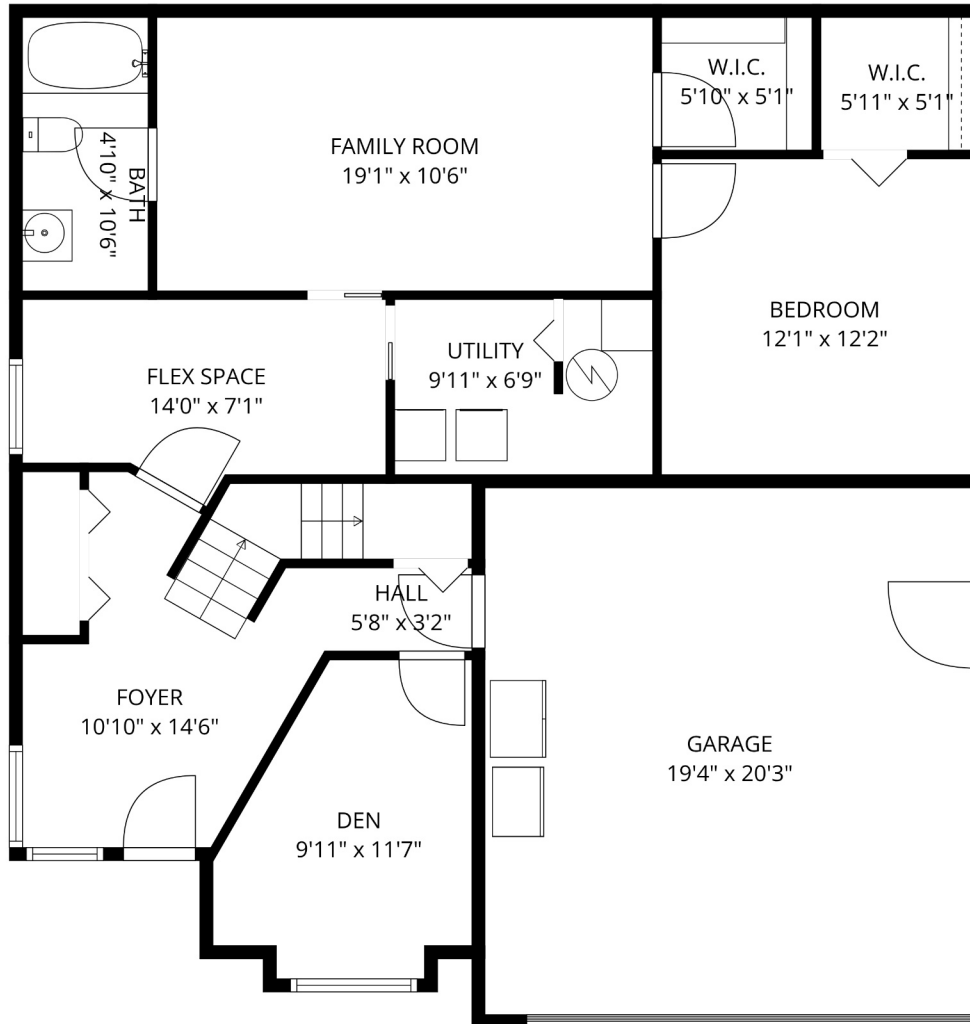 W.I.C.
5'10" x 5'1"
W.I.C.
5'11" x 5'1"
FAMILY ROOM
19'1" x 10'6"
BATH
4'10" x 10'6"
BEDROOM
12'1" x 12'2"
UTILITY
9'11" x 6'9"
FLEX SPACE
14'0" x 7'1"
HALL
5'8" x 3'2"
FOYER
10'10" x 14'6"
GARAGE
19'4" x 20'3"
DEN
9'11" x 11'7"